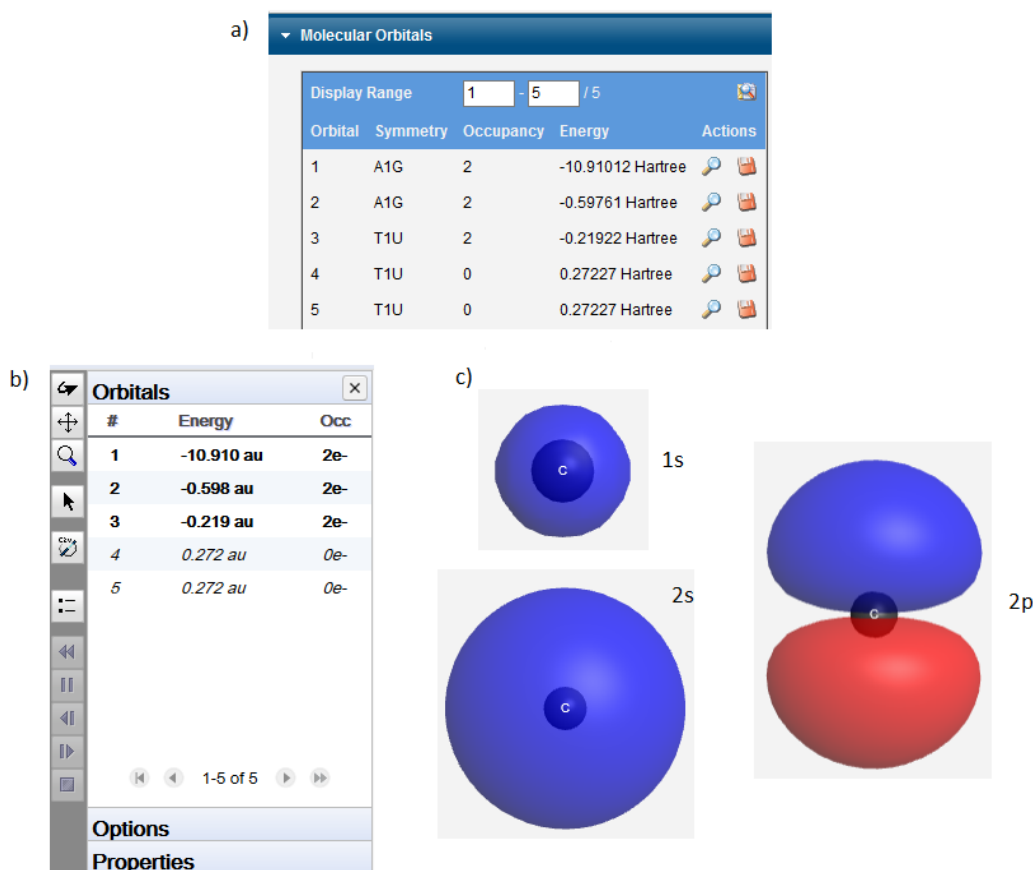 a)
Molecular Orbitals
Display Range 1 - 5 / 5
Orbital Symmetry Occupancy Energy Actions
1 A1G 2 -10.91012 Hartree
2 A1G 2 -0.59761 Hartree
3 T1U 2 -0.21922 Hartree
4 T1U 0 0.27227 Hartree
5 T1U 0 0.27227 Hartree
b)
Orbitals
# Energy Occ
1 -10.910 au 2e-
2 -0.598 au 2e-
3 -0.219 au 2e-
4 0.272 au 0e-
5 0.272 au 0e-
1-5 of 5
Options
Properties
c)
C
1s
C
2s
C
2p